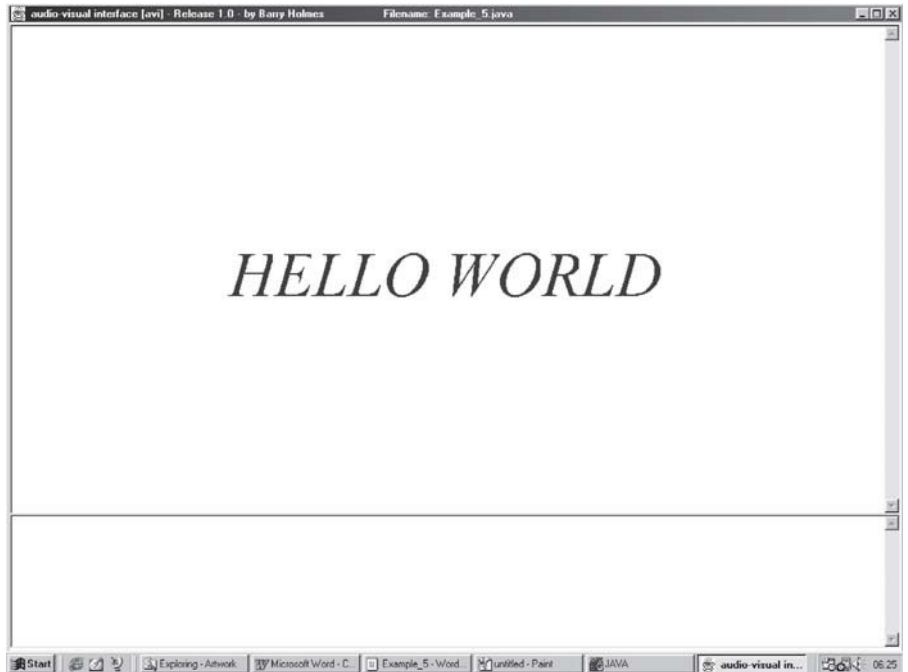 audio-visual interface [avi] - Release 1.0 - by Barry Holmes Filename: Example_5.java
HELLO WORLD
Start Exploring - Artwork Microsoft Word - C... Example_5 - Word... untitled - Paint JAVA audio-visual in... 06:25